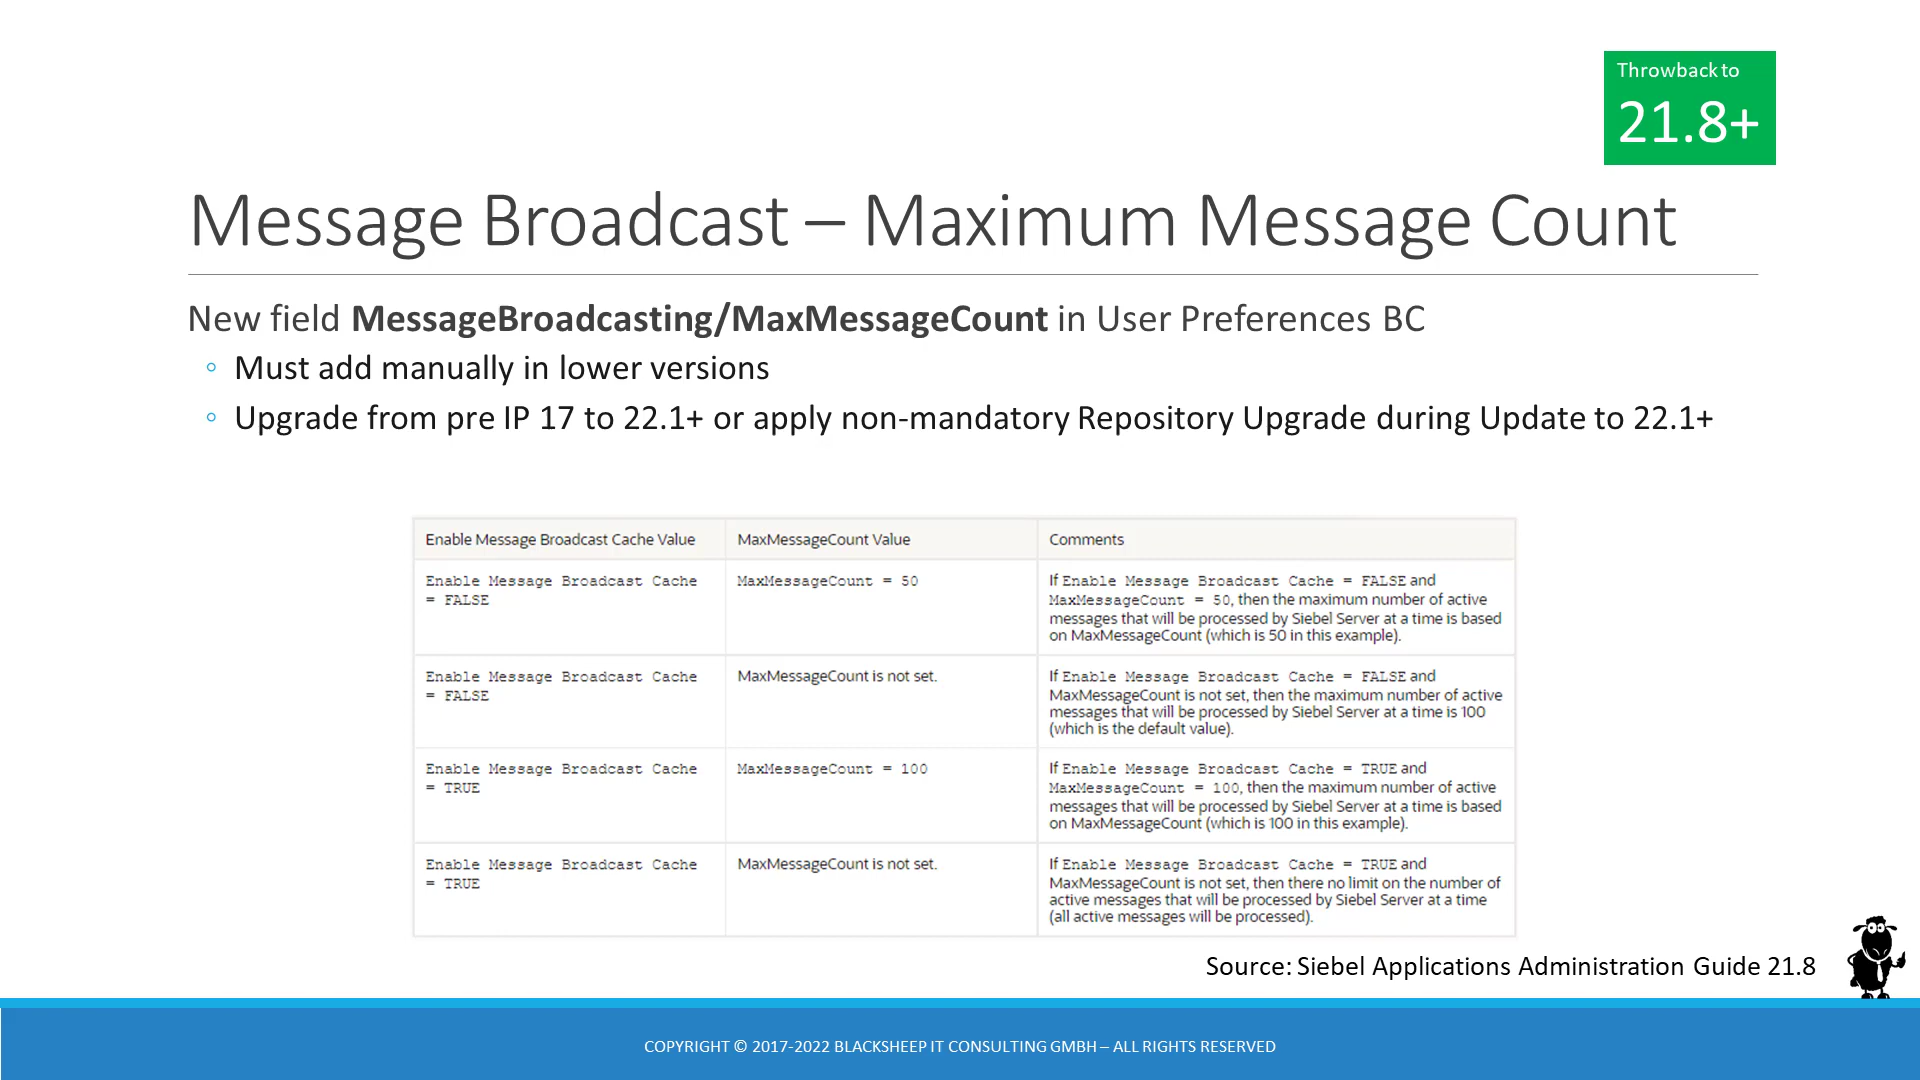 Throwback to
21.8+
Message Broadcast – Maximum Message Count
New field MessageBroadcasting/MaxMessageCount in User Preferences BC
Must add manually in lower versions
Upgrade from pre IP 17 to 22.1+ or apply non-mandatory Repository Upgrade during Update to 22.1+
Enable Message Broadcast Cache Value
MaxMessageCount Value
Comments
Enable Message Broadcast Cache
= FALSE
MaxMessageCount = 50
If Enable Message Broadcast Cache = FALSE and
MaxMessageCount = 50, then the maximum number of active
messages that will be processed by Siebel Server at a time is based
on MaxMessageCount (which is 50 in this example).
Enable Message Broadcast Cache
= FALSE
MaxMessageCount is not set.
If Enable Message Broadcast Cache = FALSE and
MaxMessageCount is not set, then the maximum number of active
messages that will be processed by Siebel Server at a time is 100
(which is the default value).
Enable Message Broadcast Cache
= TRUE
MaxMessageCount = 100
If Enable Message Broadcast Cache = TRUE and
MaxMessageCount = 100, then the maximum number of active
messages that will be processed by Siebel Server at a time is based
on MaxMessageCount (which is 100 in this example).
Enable Message Broadcast Cache
= TRUE
MaxMessageCount is not set.
If Enable Message Broadcast Cache = TRUE and
MaxMessageCount is not set, then there no limit on the number of
active messages that will be processed by Siebel Server at a time
(all active messages will be processed).
Source: Siebel Applications Administration Guide 21.8
COPYRIGHT © 2017-2022 BLACKSHEEP IT CONSULTING GMBH – ALL RIGHTS RESERVED